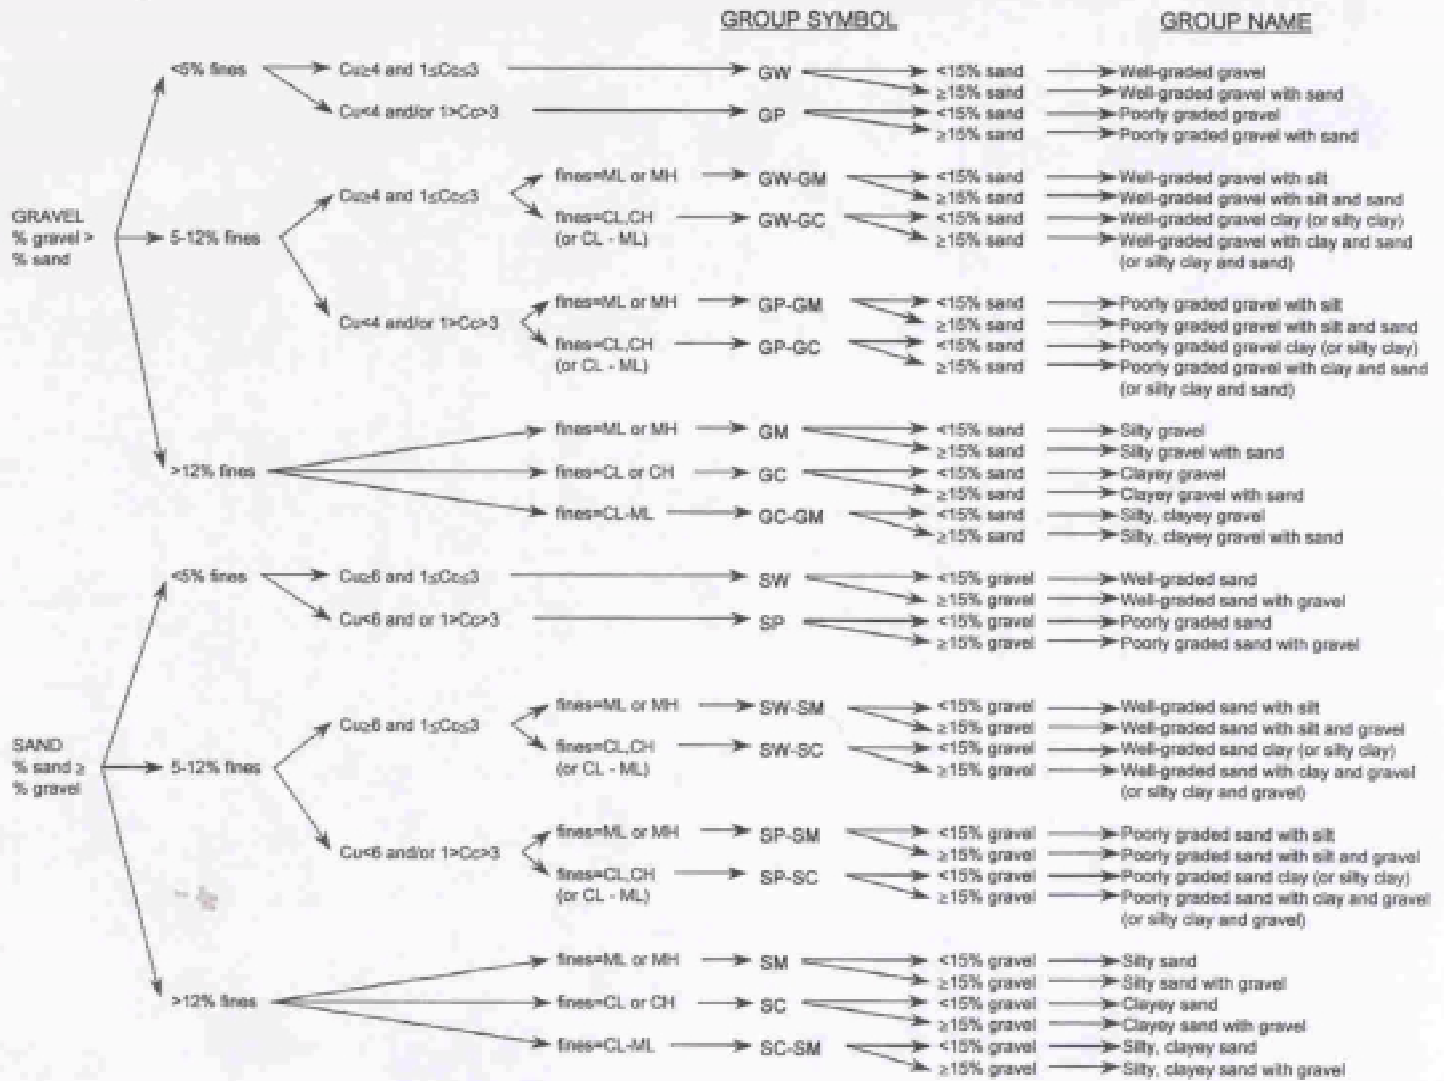 GROUP SYMBOL GROUP NAME
<5% fines Cu≥4 and 1≤Cc≤3 GW <15% sand Well-graded gravel
≥15% sand Well-graded gravel with sand
Cu<4 and/or 1>Cc>3 GP <15% sand Poorly graded gravel
≥15% sand Poorly graded gravel with sand
GRAVEL
% gravel >
% sand
5-12% fines
Cu≥4 and 1≤Cc≤3
fines=ML or MH GW-GM <15% sand Well-graded gravel with silt
≥15% sand Well-graded gravel with silt and sand
fines=CL,CH GW-GC <15% sand Well-graded gravel clay (or silty clay)
(or CL - ML) ≥15% sand Well-graded gravel with clay and sand
(or silty clay and sand)
Cu<4 and/or 1>Cc>3
fines=ML or MH GP-GM <15% sand Poorly graded gravel with silt
≥15% sand Poorly graded gravel with silt and sand
fines=CL,CH GP-GC <15% sand Poorly graded gravel clay (or silty clay)
(or CL - ML) ≥15% sand Poorly graded gravel with clay and sand
(or silty clay and sand)
>12% fines
fines=ML or MH GM <15% sand Silty gravel
≥15% sand Silty gravel with sand
fines=CL or CH GC <15% sand Clayey gravel
≥15% sand Clayey gravel with sand
fines=CL-ML GC-GM <15% sand Silty, clayey gravel
≥15% sand Silty, clayey gravel with sand
<5% fines Cu≥6 and 1≤Cc≤3 SW <15% gravel Well-graded sand
≥15% gravel Well-graded sand with gravel
Cu<6 and or 1>Cc>3 SP <15% gravel Poorly graded sand
≥15% gravel Poorly graded sand with gravel
SAND
% sand ≥
% gravel
5-12% fines
Cu≥6 and 1≤Cc≤3
fines=ML or MH SW-SM <15% gravel Well-graded sand with silt
≥15% gravel Well-graded sand with silt and gravel
fines=CL,CH SW-SC <15% gravel Well-graded sand clay (or silty clay)
(or CL - ML) ≥15% gravel Well-graded sand with clay and gravel
(or silty clay and gravel)
Cu<6 and/or 1>Cc>3
fines=ML or MH SP-SM <15% gravel Poorly graded sand with silt
≥15% gravel Poorly graded sand with silt and gravel
fines=CL,CH SP-SC <15% gravel Poorly graded sand clay (or silty clay)
(or CL - ML) ≥15% gravel Poorly graded sand with clay and gravel
(or silty clay and gravel)
>12% fines
fines=ML or MH SM <15% gravel Silty sand
≥15% gravel Silty sand with gravel
fines=CL or CH SC <15% gravel Clayey sand
≥15% gravel Clayey sand with gravel
fines=CL-ML SC-SM <15% gravel Silty, clayey sand
≥15% gravel Silty, clayey sand with gravel